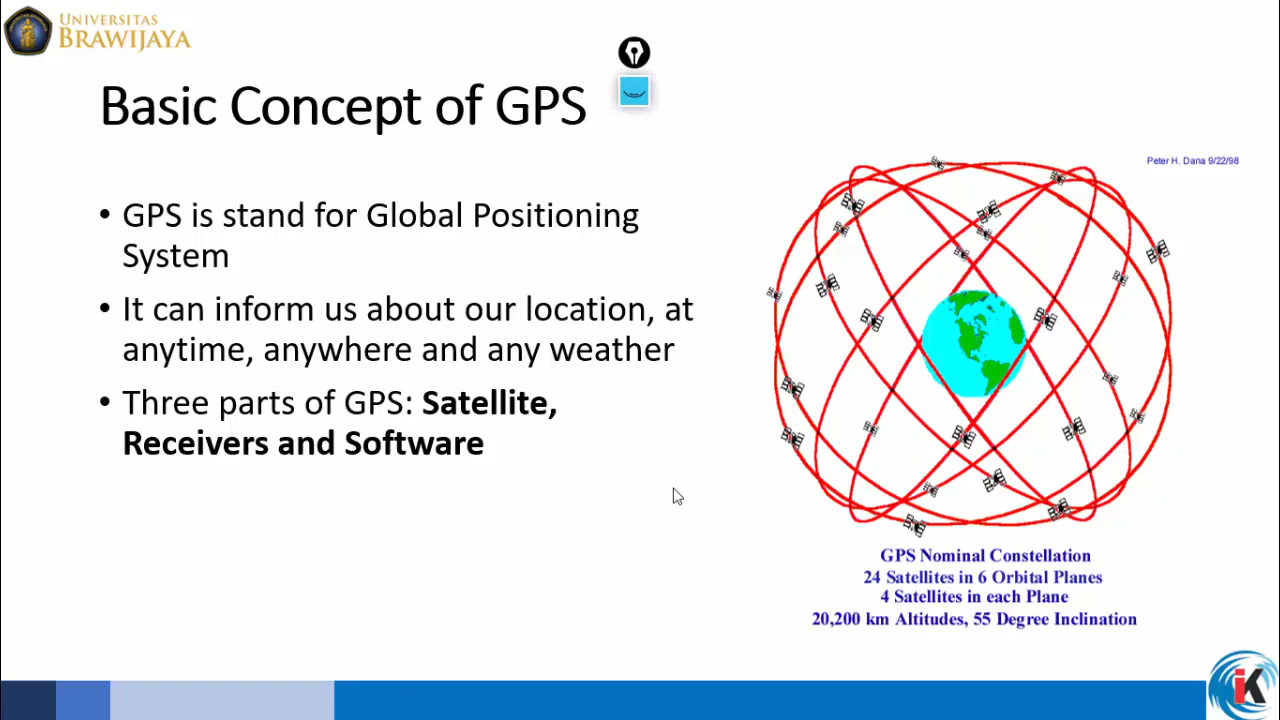 UNIVERSITAS
BRAWIJAYA
Basic Concept of GPS
• GPS is stand for Global Positioning
System
• It can inform us about our location, at
anytime, anywhere and any weather
• Three parts of GPS: Satellite,
Receivers and Software
Peter H. Dana 9/22/98
GPS Nominal Constellation
24 Satellites in 6 Orbital Planes
4 Satellites in each Plane
20,200 km Altitudes, 55 Degree Inclination
iK